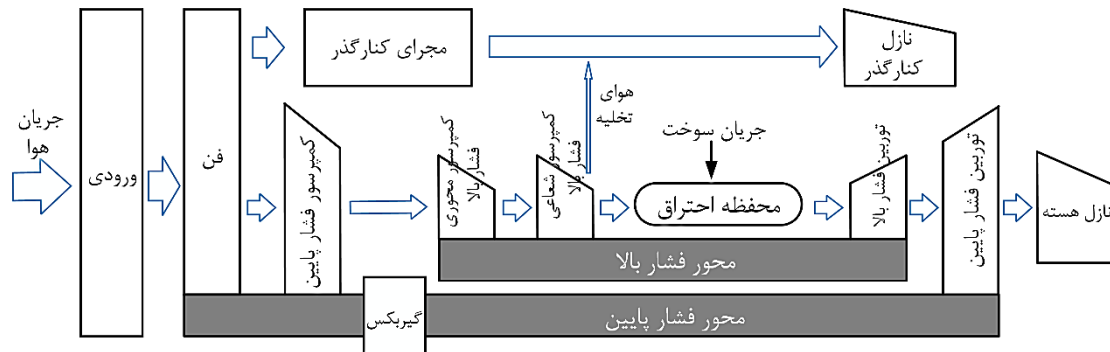 جریان
هوا
ورودی
فن
مجرای کنارگذر
نازل
کنارگذر
کمپرسور فشار پایین
کمپرسور محوری
فشار بالا
کمپرسور شعاعی
فشار بالا
هوای
تخلیه
جریان سوخت
محفظه احتراق
توربین فشار بالا
توربین فشار پایین
نازل هسته
محور فشار بالا
گیربکس
محور فشار پایین